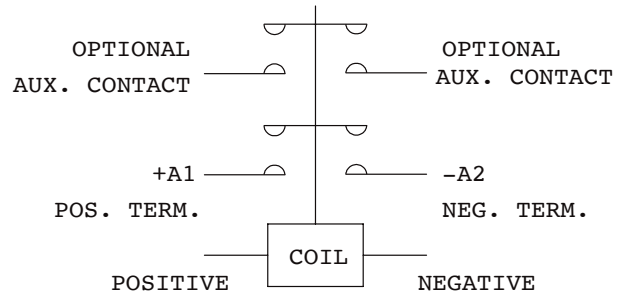 OPTIONAL
AUX. CONTACT
OPTIONAL
AUX. CONTACT
+A1
POS. TERM.
-A2
NEG. TERM.
COIL
POSITIVE
NEGATIVE